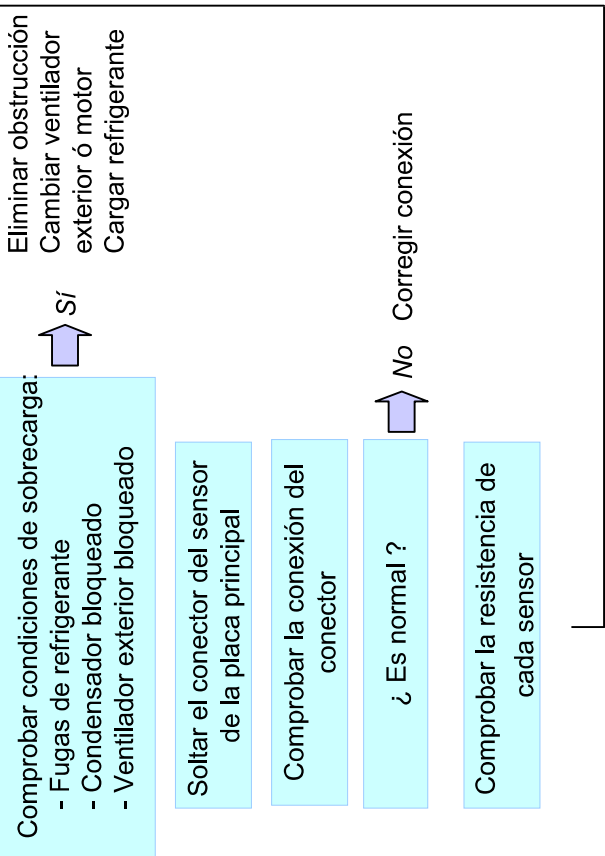 Comprobar condiciones de sobrecarga:
- Fugas de refrigerante
- Condensador bloqueado
- Ventilador exterior bloqueado
Sí
Eliminar obstrucción
Cambiar ventilador
exterior ó motor
Cargar refrigerante
Soltar el conector del sensor
de la placa principal
Comprobar la conexión del
conector
¿ Es normal ?
No
Corregir conexión
Comprobar la resistencia de
cada sensor